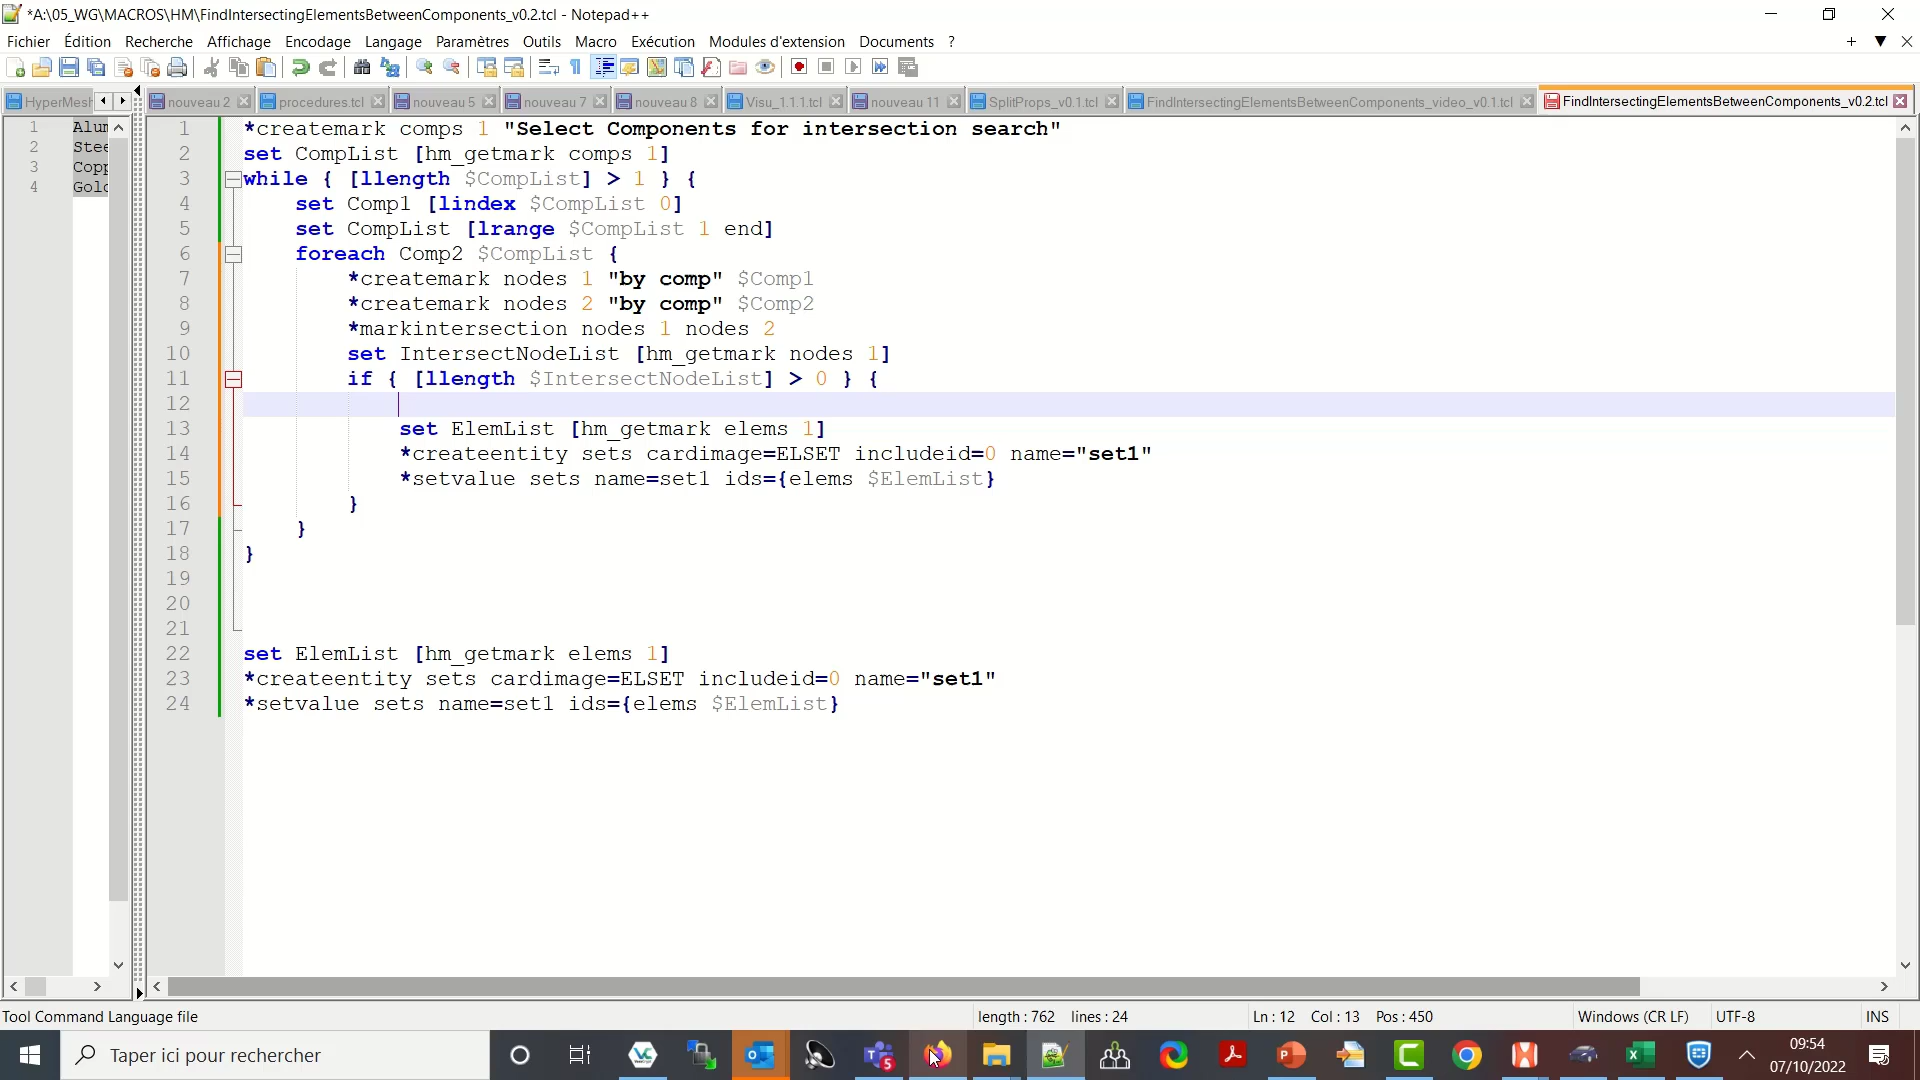 *A:\05_WG\MACROS\HM\FindIntersectingElementsBetweenComponents_v0.2.tcl - Notepad++
Fichier Édition Recherche Affichage Encodage Langage Paramètres Outils Macro Exécution Modules d'extension Documents ?
HyperMesh nouveau 2 procedures.tcl nouveau 5 nouveau 7 nouveau 8 Visu_1.1.1.tcl nouveau 11 SplitProps_v0.1.tcl FindIntersectingElementsBetweenComponents_video_v0.1.tcl FindIntersectingElementsBetweenComponents_v0.2.tcl
1 Alum
2 Stee
3 Copp
4 Gold
1 *createmark comps 1 "Select Components for intersection search"
2 set CompList [hm_getmark comps 1]
3 while { [llength $CompList] > 1 } {
4 set Comp1 [lindex $CompList 0]
5 set CompList [lrange $CompList 1 end]
6 foreach Comp2 $CompList {
7 *createmark nodes 1 "by comp" $Comp1
8 *createmark nodes 2 "by comp" $Comp2
9 *markintersection nodes 1 nodes 2
10 set IntersectNodeList [hm_getmark nodes 1]
11 if { [llength $IntersectNodeList] > 0 } {
12
13 set ElemList [hm_getmark elems 1]
14 *createentity sets cardimage=ELSET includeid=0 name="set1"
15 *setvalue sets name=set1 ids={elems $ElemList}
16 }
17 }
18 }
19
20
21
22 set ElemList [hm_getmark elems 1]
23 *createentity sets cardimage=ELSET includeid=0 name="set1"
24 *setvalue sets name=set1 ids={elems $ElemList}
Tool Command Language file length : 762 lines : 24 Ln : 12 Col : 13 Pos : 450 Windows (CR LF) UTF-8 INS
Taper ici pour rechercher
5
09:54
07/10/2022